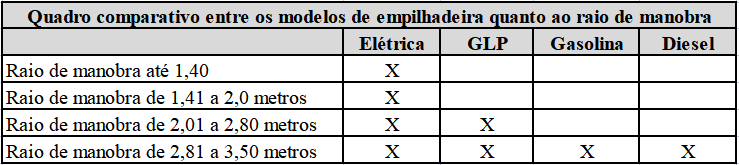 Quadro comparativo entre os modelos de empilhadeira quanto ao raio de manobra
Elétrica GLP Gasolina Diesel
Raio de manobra até 1,40 X
Raio de manobra de 1,41 a 2,0 metros X
Raio de manobra de 2,01 a 2,80 metros X X
Raio de manobra de 2,81 a 3,50 metros X X X X